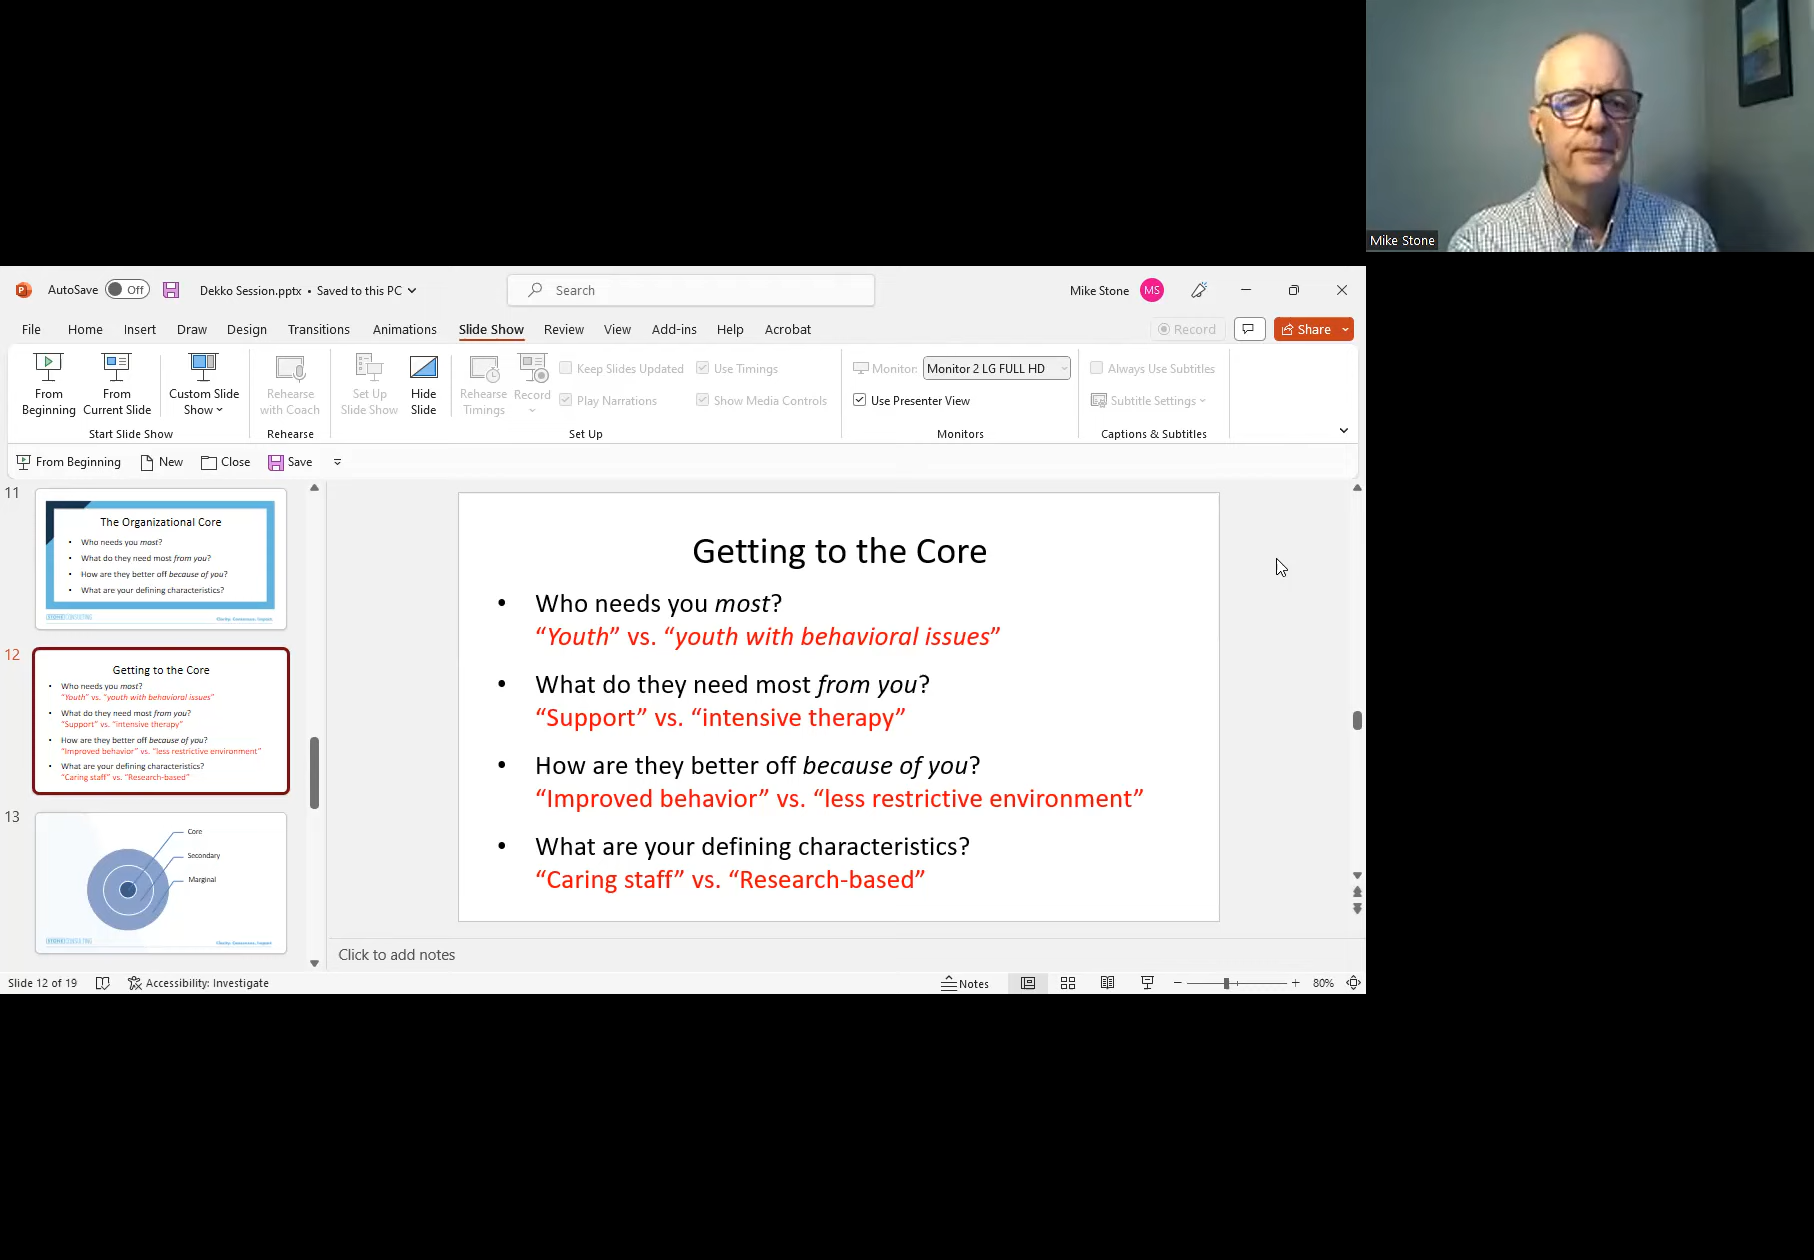 Mike Stone
AutoSave Off Dekko Session.pptx • Saved to this PC Search Mike Stone MS
File Home Insert Draw Design Transitions Animations Slide Show Review View Add-ins Help Acrobat Record Share
From Beginning
From Current Slide
Custom Slide Show
Start Slide Show
Rehearse with Coach
Rehearse
Set Up Slide Show
Hide Slide
Rehearse Timings
Record
Keep Slides Updated
Play Narrations
Use Timings
Show Media Controls
Set Up
Monitor: Monitor 2 LG FULL HD
Use Presenter View
Monitors
Always Use Subtitles
Subtitle Settings
Captions & Subtitles
From Beginning New Close Save
11
The Organizational Core
• Who needs you most?
• What do they need most from you?
• How are they better off because of you?
• What are your defining characteristics?
Clarity. Consensus. Impact
12
Getting to the Core
• Who needs you most?
“Youth” vs. “youth with behavioral issues”
• What do they need most from you?
“Support” vs. “intensive therapy”
• How are they better off because of you?
“Improved behavior” vs. “less restrictive environment”
• What are your defining characteristics?
“Caring staff” vs. “Research-based”
13
Core
Secondary
Marginal
Clarity. Consensus. Impact
Getting to the Core
• Who needs you most?
“Youth” vs. “youth with behavioral issues”
• What do they need most from you?
“Support” vs. “intensive therapy”
• How are they better off because of you?
“Improved behavior” vs. “less restrictive environment”
• What are your defining characteristics?
“Caring staff” vs. “Research-based”
Click to add notes
Slide 12 of 19 Accessibility: Investigate Notes 80%